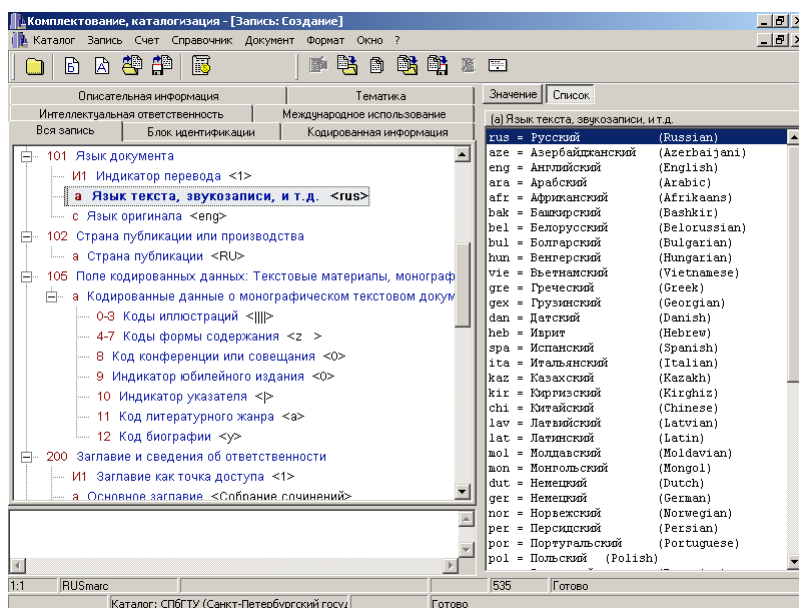 Комплектование, каталогизация - [Запись: Создание]
Каталог Запись Счет Справочник Документ Формат Окно ?
Описательная информация Тематика
Интеллектуальная ответственность Международное использование
Вся запись Блок идентификации Кодированная информация
101 Язык документа
И1 Индикатор перевода <1>
a Язык текста, звукозаписи, и т.д. <rus>
c Язык оригинала <eng>
102 Страна публикации или производства
a Страна публикации <RU>
105 Поле кодированных данных: Текстовые материалы, монограф
a Кодированные данные о монографическом текстовом докум
0-3 Коды иллюстраций <||||>
4-7 Коды формы содержания <z   >
8 Код конференции или совещания <0>
9 Индикатор юбилейного издания <0>
10 Индикатор указателя <|>
11 Код литературного жанра <a>
12 Код биографии <y>
200 Заглавие и сведения об ответственности
И1 Заглавие как точка доступа <1>
a Основное заглавие <Собрание сочинений>
Значение Список
(a) Язык текста, звукозаписи, и т.д.
rus = Русский (Russian)
aze = Азербайджанский (Azerbaijani)
eng = Английский (English)
ara = Арабский (Arabic)
afr = Африканский (Afrikaans)
bak = Башкирский (Bashkir)
bel = Белорусский (Belorussian)
bul = Болгарский (Bulgarian)
hun = Венгерский (Hungarian)
vie = Вьетнамский (Vietnamese)
gre = Греческий (Greek)
gex = Грузинский (Georgian)
dan = Датский (Danish)
heb = Иврит (Hebrew)
spa = Испанский (Spanish)
ita = Итальянский (Italian)
kaz = Казахский (Kazakh)
kir = Киргизский (Kirghiz)
chi = Китайский (Chinese)
lav = Латвийский (Latvian)
lat = Латинский (Latin)
mol = Молдавский (Moldavian)
mon = Монгольский (Mongol)
dut = Немецкий (Dutch)
ger = Немецкий (German)
nor = Норвежский (Norwegian)
per = Персидский (Persian)
por = Португальский (Portuguese)
pol = Польский (Polish)
1:1 RUSmarc 535 Готово
Каталог: СПбГТУ (Санкт-Петербургский госуд Готово